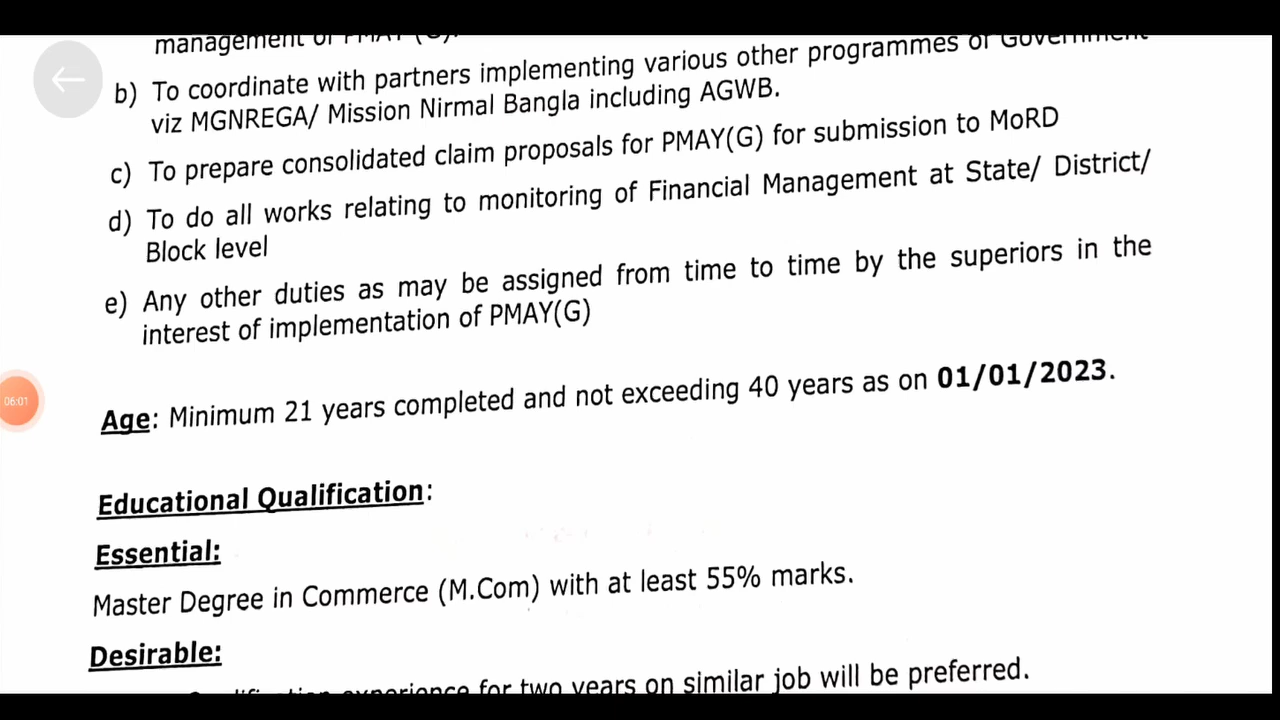 management of PMAY (G).
b) To coordinate with partners implementing various other programmes of Government
viz MGNREGA/ Mission Nirmal Bangla including AGWB.
c) To prepare consolidated claim proposals for PMAY(G) for submission to MoRD
d) To do all works relating to monitoring of Financial Management at State/ District/
Block level
e) Any other duties as may be assigned from time to time by the superiors in the
interest of implementation of PMAY(G)
06:01
Age: Minimum 21 years completed and not exceeding 40 years as on 01/01/2023.
Educational Qualification:
Essential:
Master Degree in Commerce (M.Com) with at least 55% marks.
Desirable:
experience for two years on similar job will be preferred.